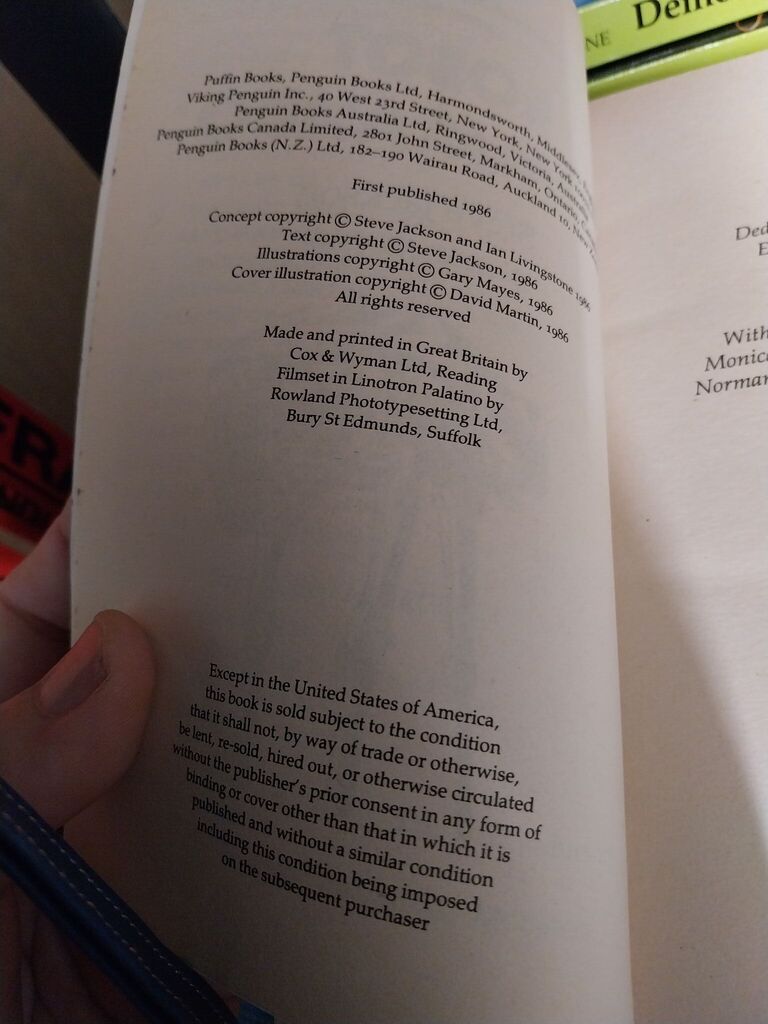 NE
Puffin Books, Penguin Books Ltd, Harmondsworth,
Viking Penguin Inc., 40 West 23rd Street, New York, New York
Penguin Books Australia Ltd, Ringwood, Victoria,
Penguin Books Canada Limited, 2801 John Street, Markham, Ontario,
Penguin Books (N.Z.) Ltd, 182–190 Wairau Road, Auckland 10, New
First published 1986
Concept copyright © Steve Jackson and Ian Livingstone 1986
Text copyright © Steve Jackson, 1986
Illustrations copyright © Gary Mayes, 1986
Cover illustration copyright © David Martin, 1986
All rights reserved
Made and printed in Great Britain by
Cox & Wyman Ltd, Reading
Filmset in Linotron Palatino by
Rowland Phototypesetting Ltd,
Bury St Edmunds, Suffolk
Except in the United States of America,
this book is sold subject to the condition
that it shall not, by way of trade or otherwise,
be lent, re-sold, hired out, or otherwise circulated
without the publisher's prior consent in any form of
binding or cover other than that in which it is
published and without a similar condition
including this condition being imposed
on the subsequent purchaser
Ded
E
With
Monica
Norman
FRA